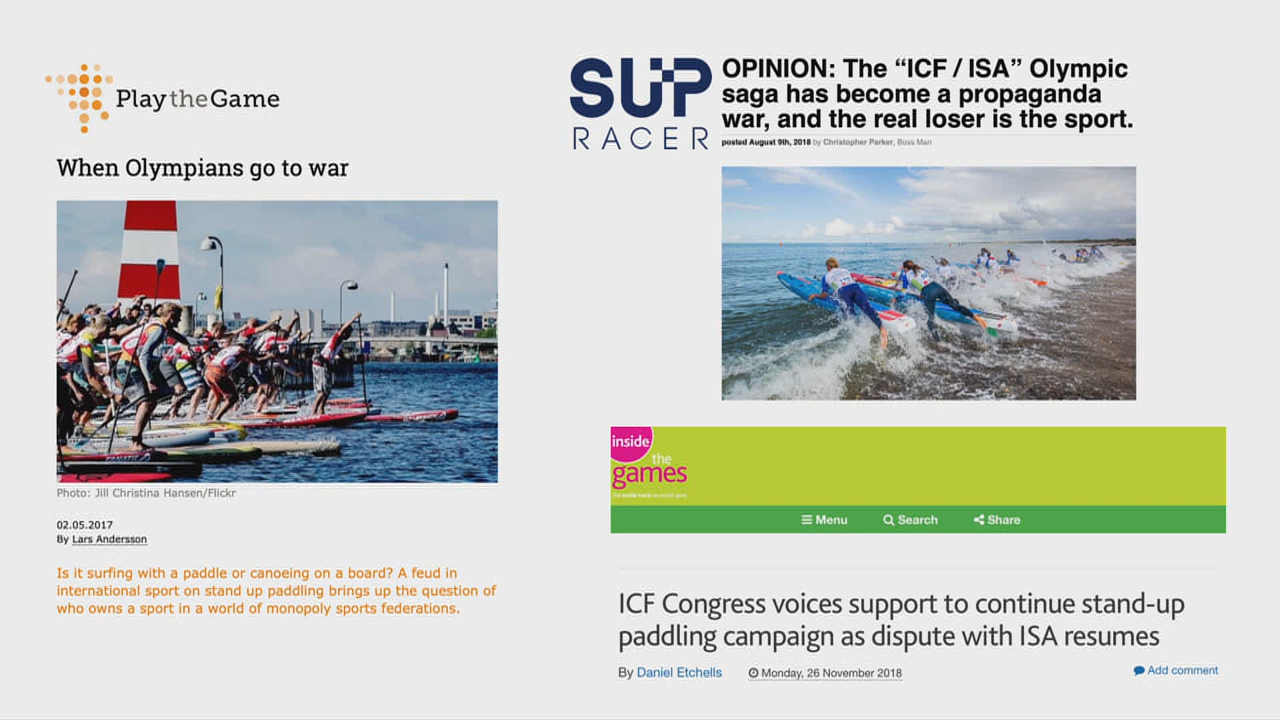 PlaytheGame
When Olympians go to war
FANATIC
Photo: Jill Christina Hansen/Flickr
02.05.2017
By Lars Andersson
Is it surfing with a paddle or canoeing on a board? A feud in
international sport on stand up paddling brings up the question of
who owns a sport in a world of monopoly sports federations.
SUP
RACER
OPINION: The “ICF / ISA” Olympic
saga has become a propaganda
war, and the real loser is the sport.
posted August 9th, 2018 by Christopher Parker, Boss Man
inside
the
games
Menu Search Share
ICF Congress voices support to continue stand-up
paddling campaign as dispute with ISA resumes
By Daniel Etchells Monday, 26 November 2018 Add comment